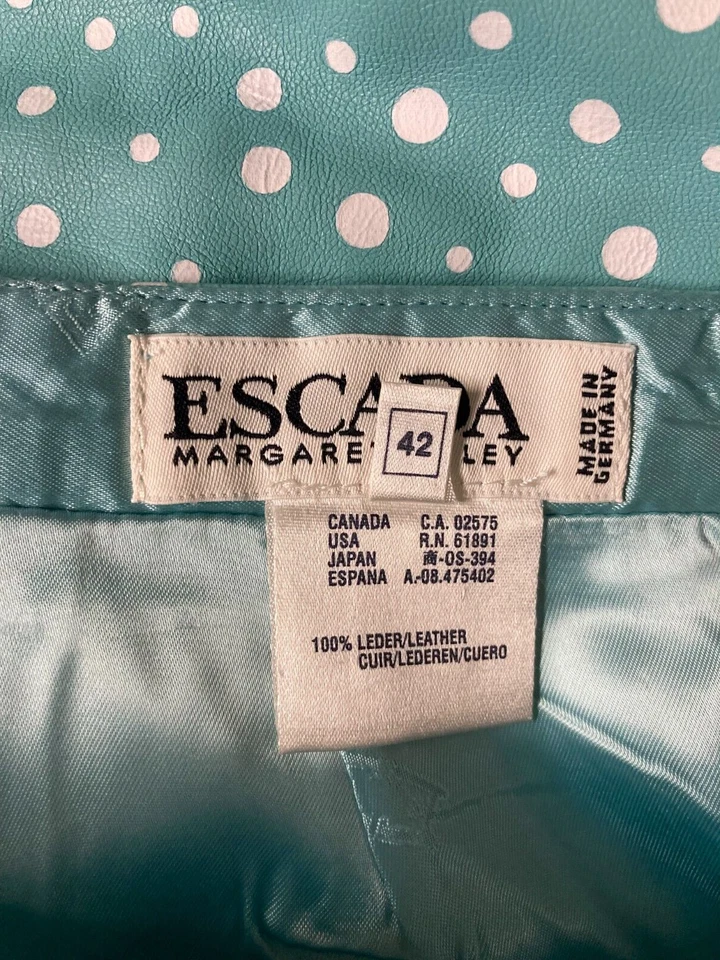 ESCADA
MARGARE LEY
42
MADE IN
GERMANY
CANADA C.A. 02575
USA R.N. 61891
JAPAN 商-OS-394
ESPANA A.-08.475402
100% LEDER/LEATHER
CUIR/LEDEREN/CUERO